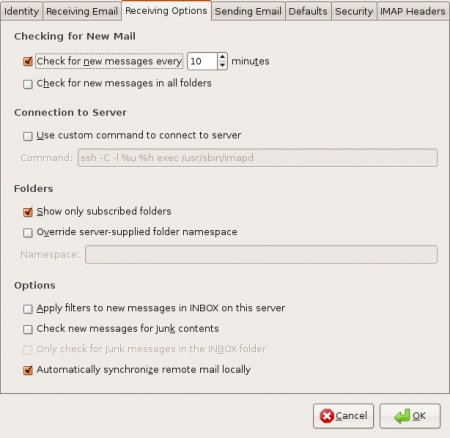 Identity Receiving Email Receiving Options Sending Email Defaults Security IMAP Headers
Checking for New Mail
Check for new messages every 10 minutes
Check for new messages in all folders
Connection to Server
Use custom command to connect to server
Command: ssh -C -l %u %h exec /usr/sbin/imapd
Folders
Show only subscribed folders
Override server-supplied folder namespace
Namespace:
Options
Apply filters to new messages in INBOX on this server
Check new messages for Junk contents
Only check for Junk messages in the INBOX folder
Automatically synchronize remote mail locally
Cancel OK